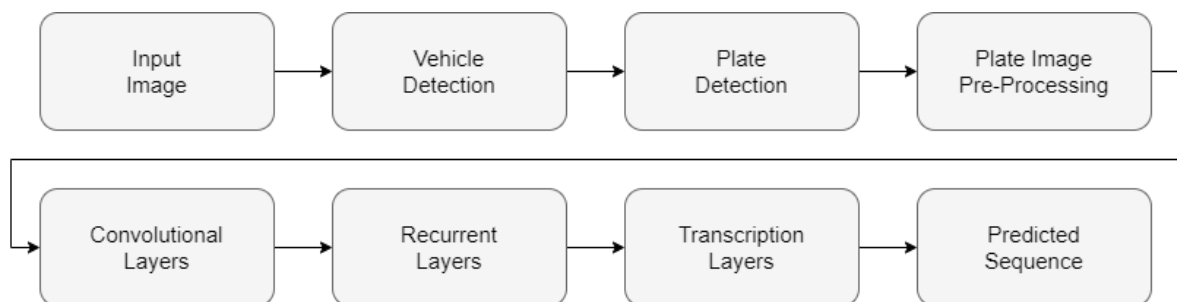 Input
Image
Vehicle
Detection
Plate
Detection
Plate Image
Pre-Processing
Convolutional
Layers
Recurrent
Layers
Transcription
Layers
Predicted
Sequence